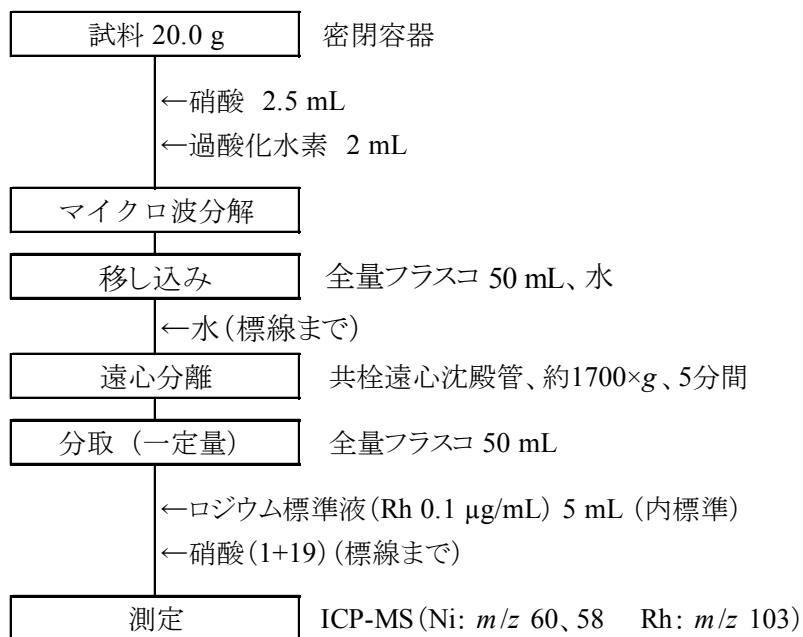 試料 20.0 g 密閉容器
←硝酸 2.5 mL
←過酸化水素 2 mL
マイクロ波分解
移し込み 全量フラスコ 50 mL、水
←水(標線まで)
遠心分離 共栓遠心沈殿管、約1700×g、5分間
分取（一定量） 全量フラスコ 50 mL
←ロジウム標準液(Rh 0.1 μg/mL) 5 mL (内標準)
←硝酸(1+19)(標線まで)
測定 ICP-MS(Ni: m/z 60、58 Rh: m/z 103)